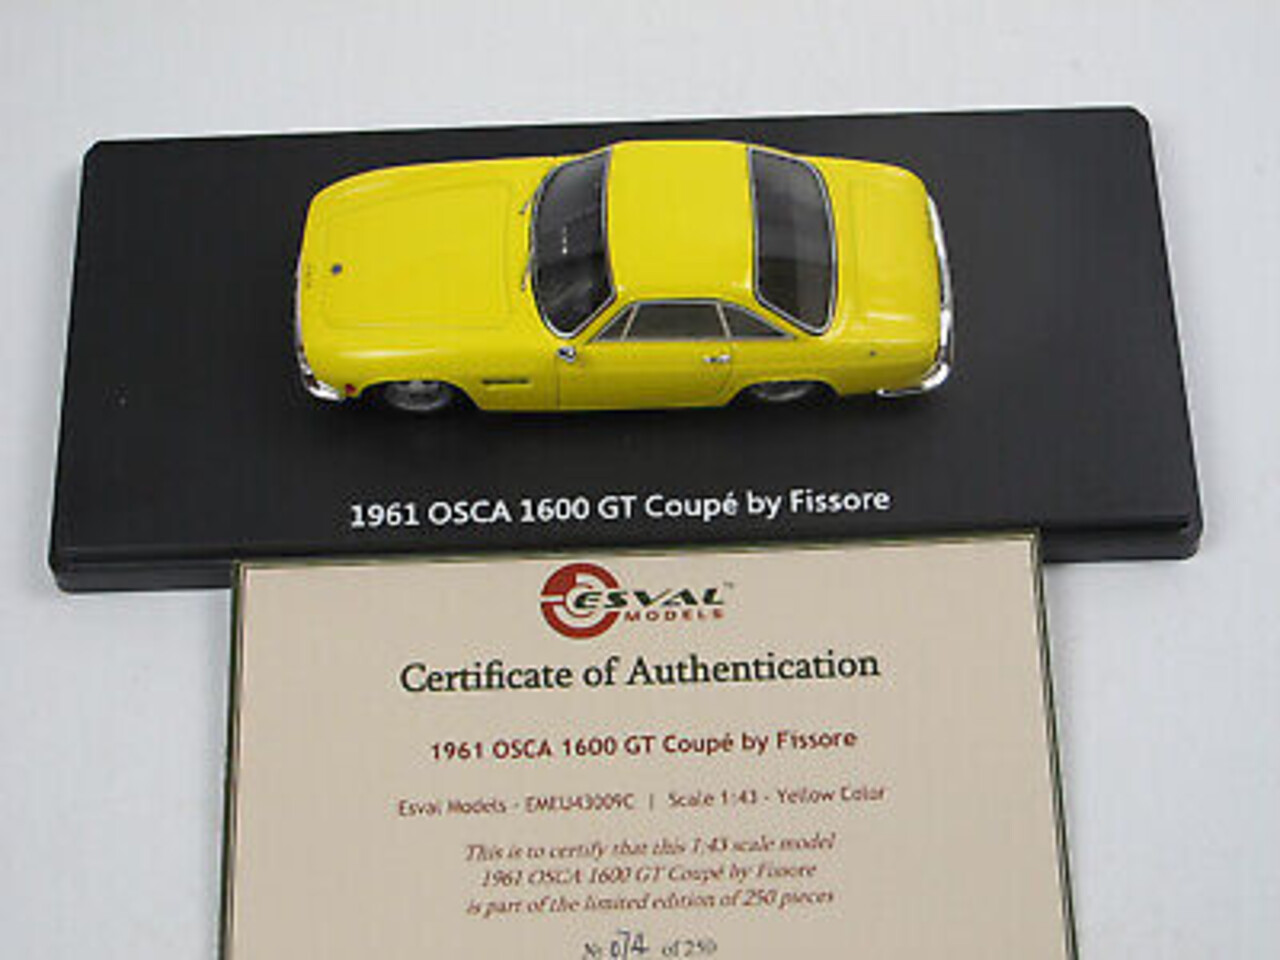 1961 OSCA 1600 GT Coupé by Fissore
ESVAL™
MODELS
Certificate of Authentication
1961 OSCA 1600 GT Coupé by Fissore
Esval Models - EMEU43009C | Scale 1:43 - Yellow Color
This is to certify that this 1:43 scale model
1961 OSCA 1600 GT Coupé by Fissore
is part of the limited edition of 250 pieces
№ 074 of 250